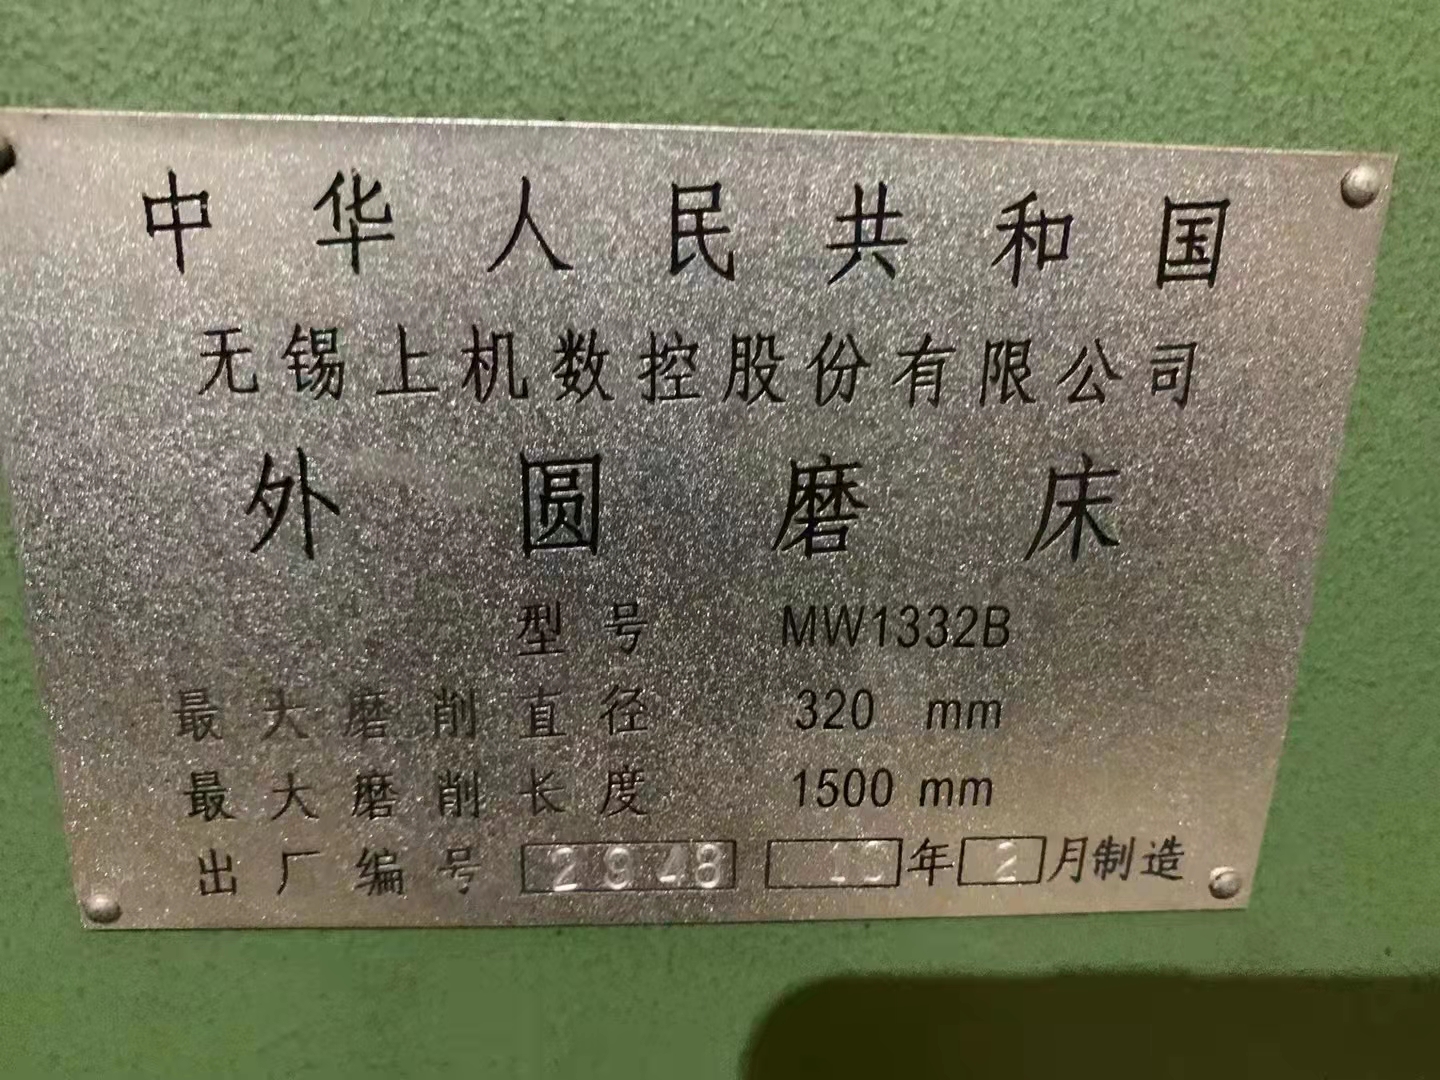 中华人民共和国
无锡上机数控股份有限公司
外圆磨床
型号 MW1332B
最大磨削直径 320 mm
最大磨削长度 1500 mm
出厂编号 2948 10年2月制造